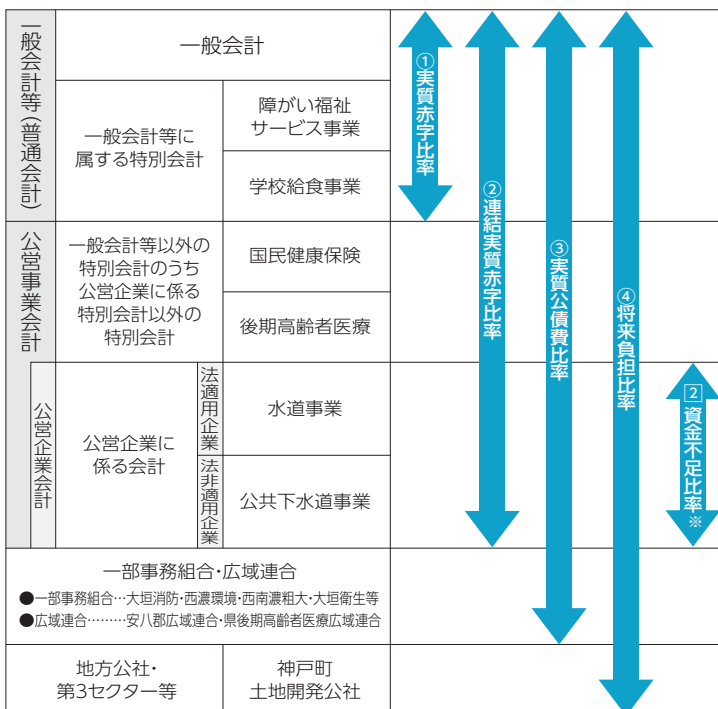 一般会計等(普通会計)
一般会計
一般会計等に
属する特別会計
障がい福祉
サービス事業
学校給食事業
公営事業会計
一般会計等以外の
特別会計のうち
公営企業に係る
特別会計以外の
特別会計
国民健康保険
後期高齢者医療
公営企業会計
公営企業に
係る会計
法適用企業
水道事業
法非適用企業
公共下水道事業
一部事務組合・広域連合
●一部事務組合…大垣消防・西濃環境・西南濃粗大・大垣衛生等
●広域連合………安八郡広域連合・県後期高齢者医療広域連合
地方公社・
第3セクター等
神戸町
土地開発公社
①実質赤字比率
②連結実質赤字比率
③実質公債費比率
④将来負担比率
2資金不足比率※